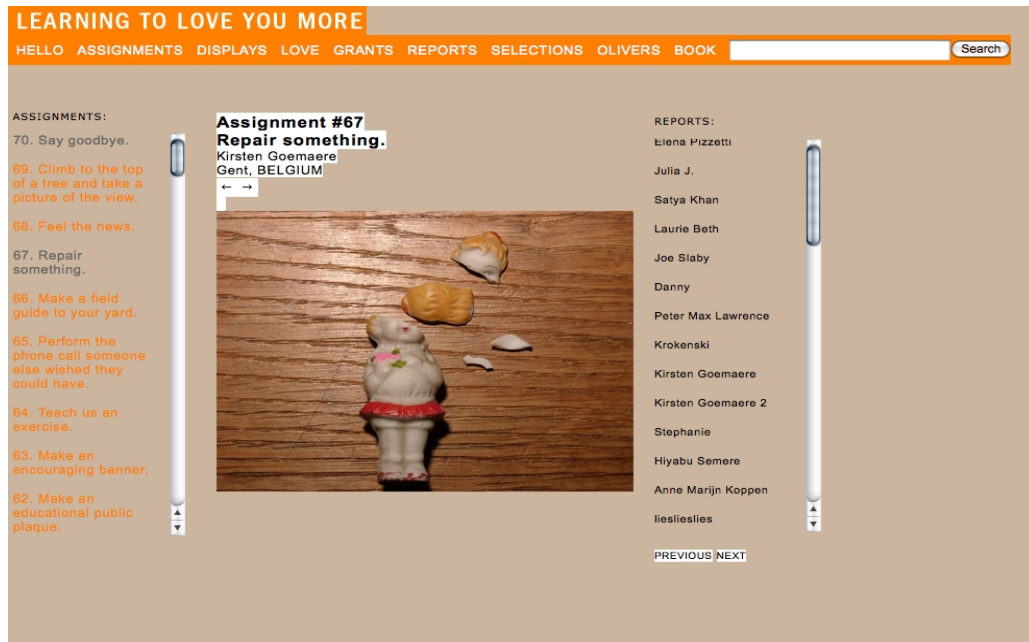 LEARNING TO LOVE YOU MORE
HELLO ASSIGNMENTS DISPLAYS LOVE GRANTS REPORTS SELECTIONS OLIVERS BOOK Search
ASSIGNMENTS:
70. Say goodbye.
69. Climb to the top
of a tree and take a
picture of the view.
68. Feel the news.
67. Repair
something.
66. Make a field
guide to your yard.
65. Perform the
phone call someone
else wished they
could have.
64. Teach us an
exercise.
63. Make an
encouraging banner.
62. Make an
educational public
plaque.
Assignment #67
Repair something.
Kirsten Goemaere
Gent, BELGIUM
← →
REPORTS:
Elena Pizzetti
Julia J.
Satya Khan
Laurie Beth
Joe Slaby
Danny
Peter Max Lawrence
Krokenski
Kirsten Goemaere
Kirsten Goemaere 2
Stephanie
Hiyabu Semere
Anne Marijn Koppen
lieslieslies
PREVIOUS NEXT